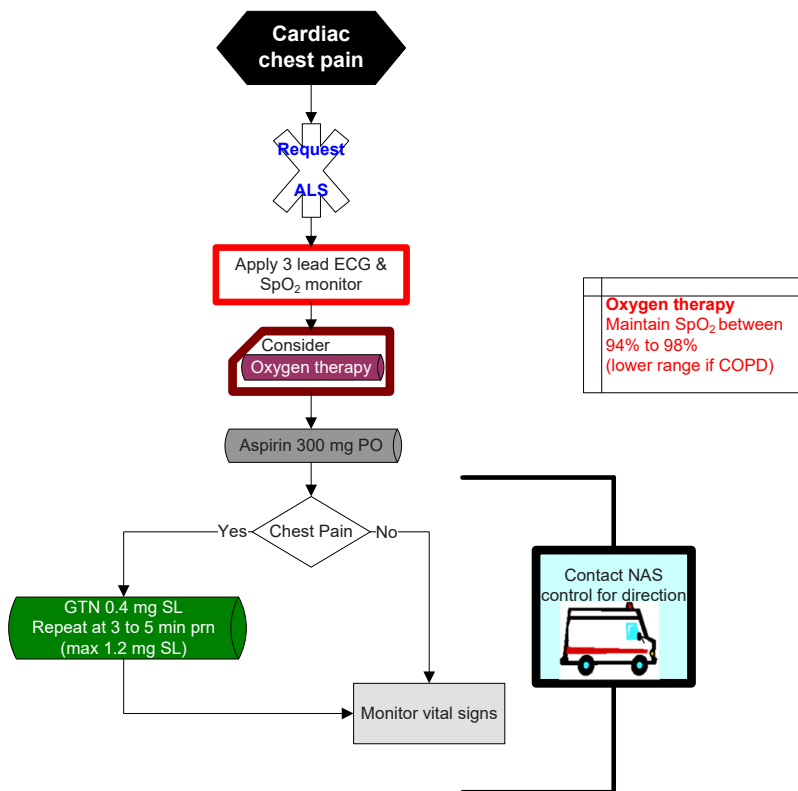 Cardiac
chest pain
Request
ALS
Apply 3 lead ECG &
SpO₂ monitor
Oxygen therapy
Maintain SpO₂ between
94% to 98%
(lower range if COPD)
Consider
Oxygen therapy
Aspirin 300 mg PO
Yes
Chest Pain
No
GTN 0.4 mg SL
Repeat at 3 to 5 min prn
(max 1.2 mg SL)
Contact NAS
control for direction
Monitor vital signs